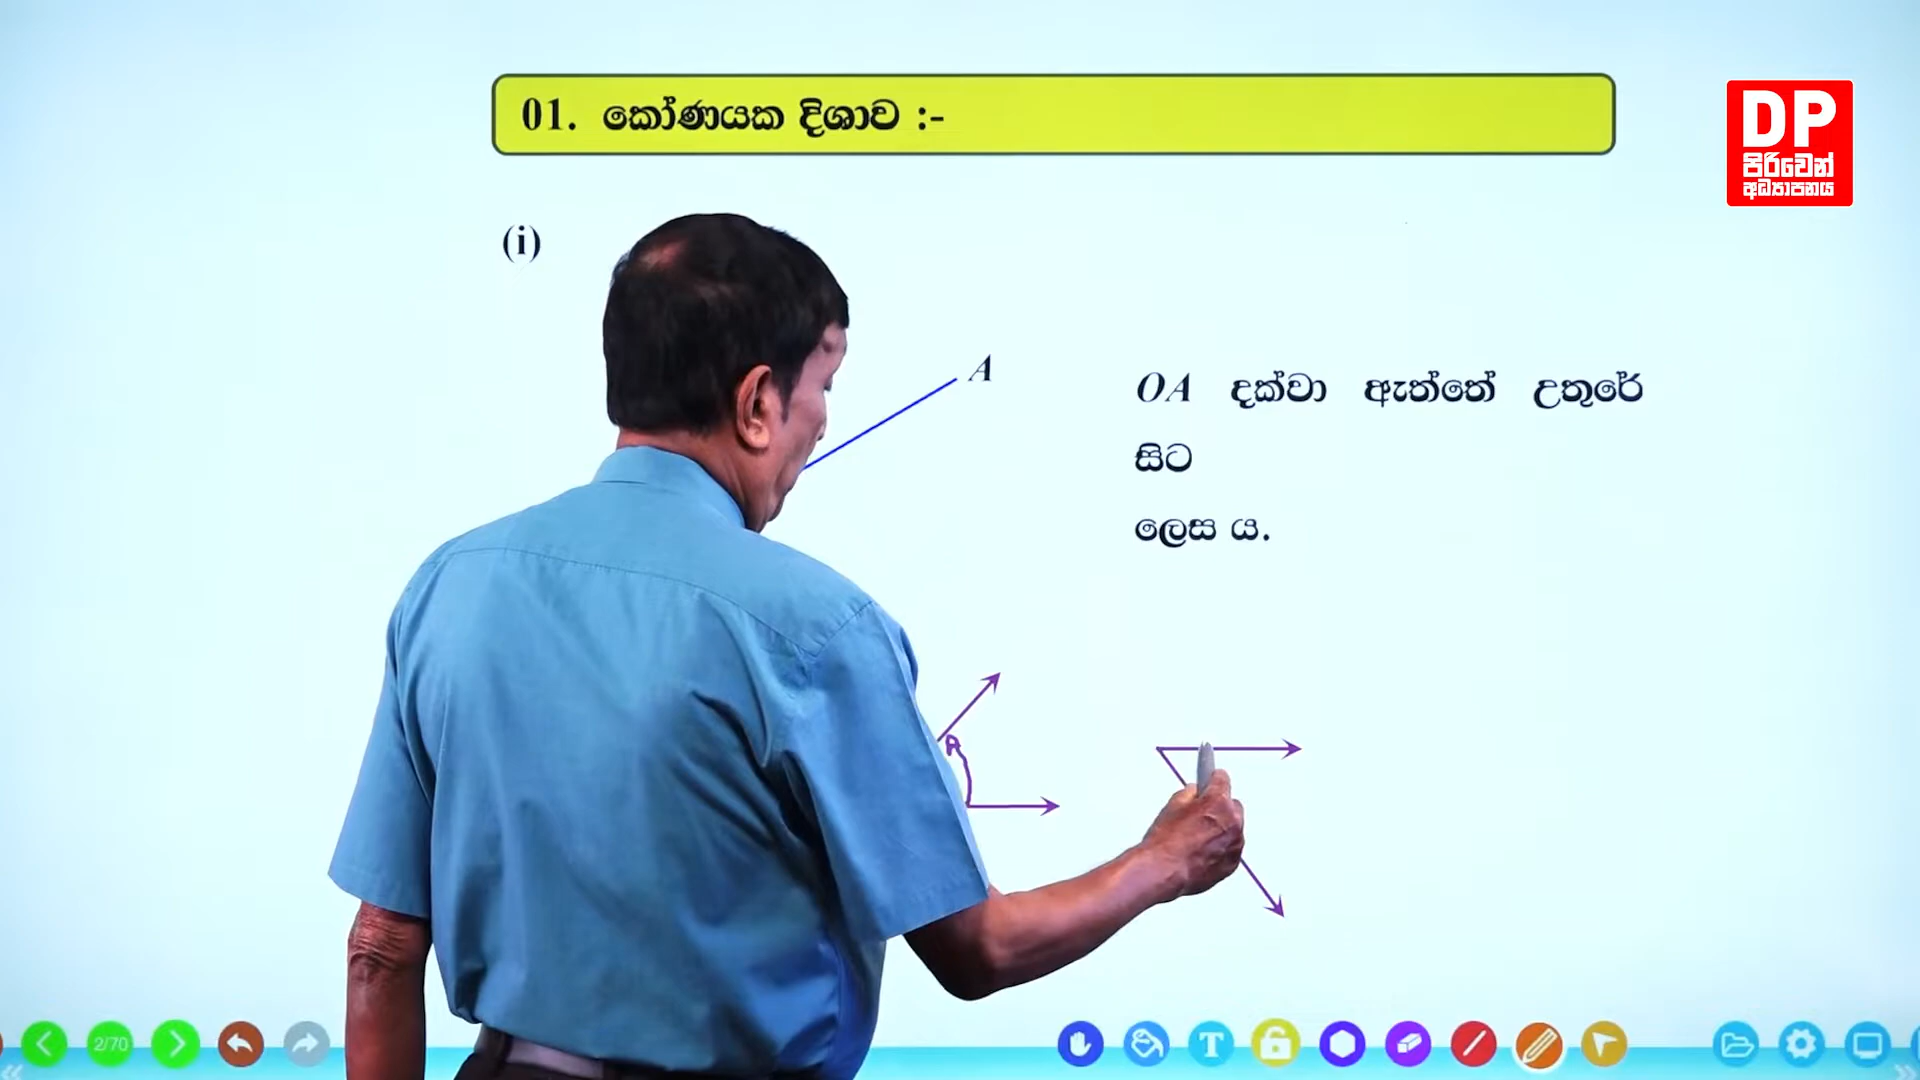 01. කෝණයක දිශාව :-
DP
පිරිවෙන්
අධ්‍යාපනය
(i)
A
OA දක්වා ඇත්තේ උතුරේ
සිට
ලෙස ය.
A
2/70
T